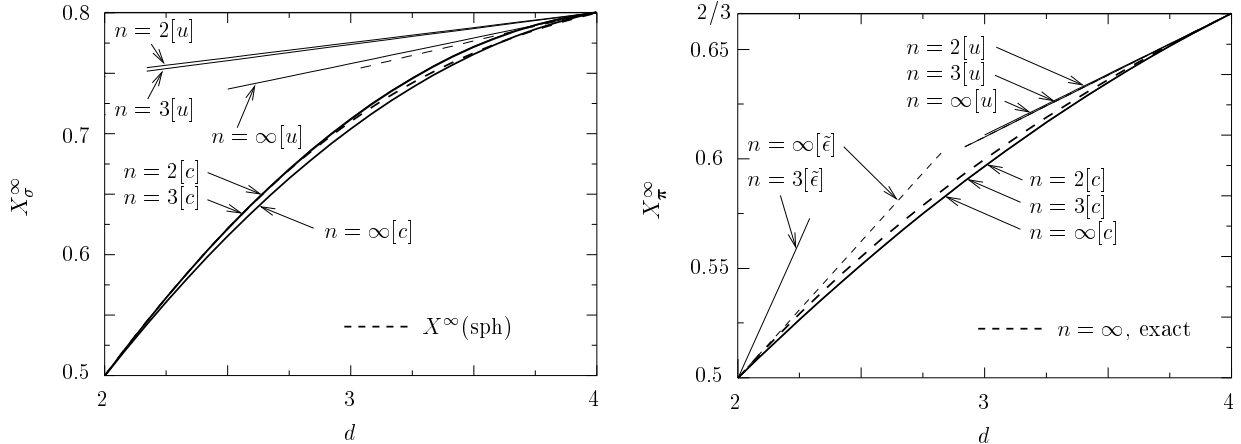 0.8
0.7
0.6
0.5
X_σ^∞
n = 2[u]
n = 3[u]
n = ∞[u]
n = 2[c]
n = 3[c]
n = ∞[c]
X^∞(sph)
2
3
4
d
2/3
0.65
0.6
0.55
0.5
X_π^∞
n = 2[u]
n = 3[u]
n = ∞[u]
n = ∞[ϵ̃]
n = 3[ϵ̃]
n = 2[c]
n = 3[c]
n = ∞[c]
n = ∞, exact
2
3
4
d